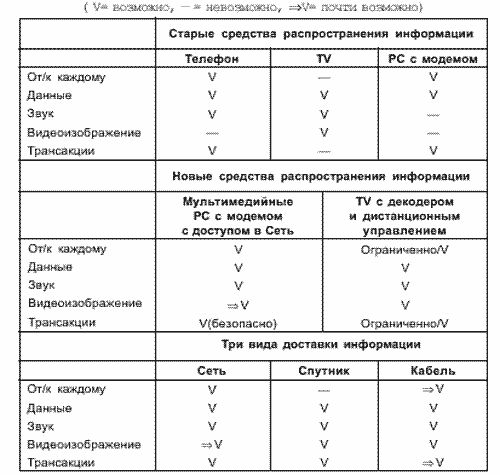 ( V= возможно, — = невозможно, ⇒V= почти возможно)
Старые средства распространения информации
Телефон TV PC с модемом
От/к каждому V — V
Данные V V V
Звук V V —
Видеоизображение — V —
Трансакции V — V
Новые средства распространения информации
Мультимедийные PC с модемом с доступом в Сеть TV с декодером и дистанционным управлением
От/к каждому V Ограниченно/V
Данные V V
Звук V V
Видеоизображение ⇒V V
Трансакции V(безопасно) Ограниченно/V
Три вида доставки информации
Сеть Спутник Кабель
От/к каждому V — ⇒V
Данные V V V
Звук V V V
Видеоизображение ⇒V V V
Трансакции V V ⇒V